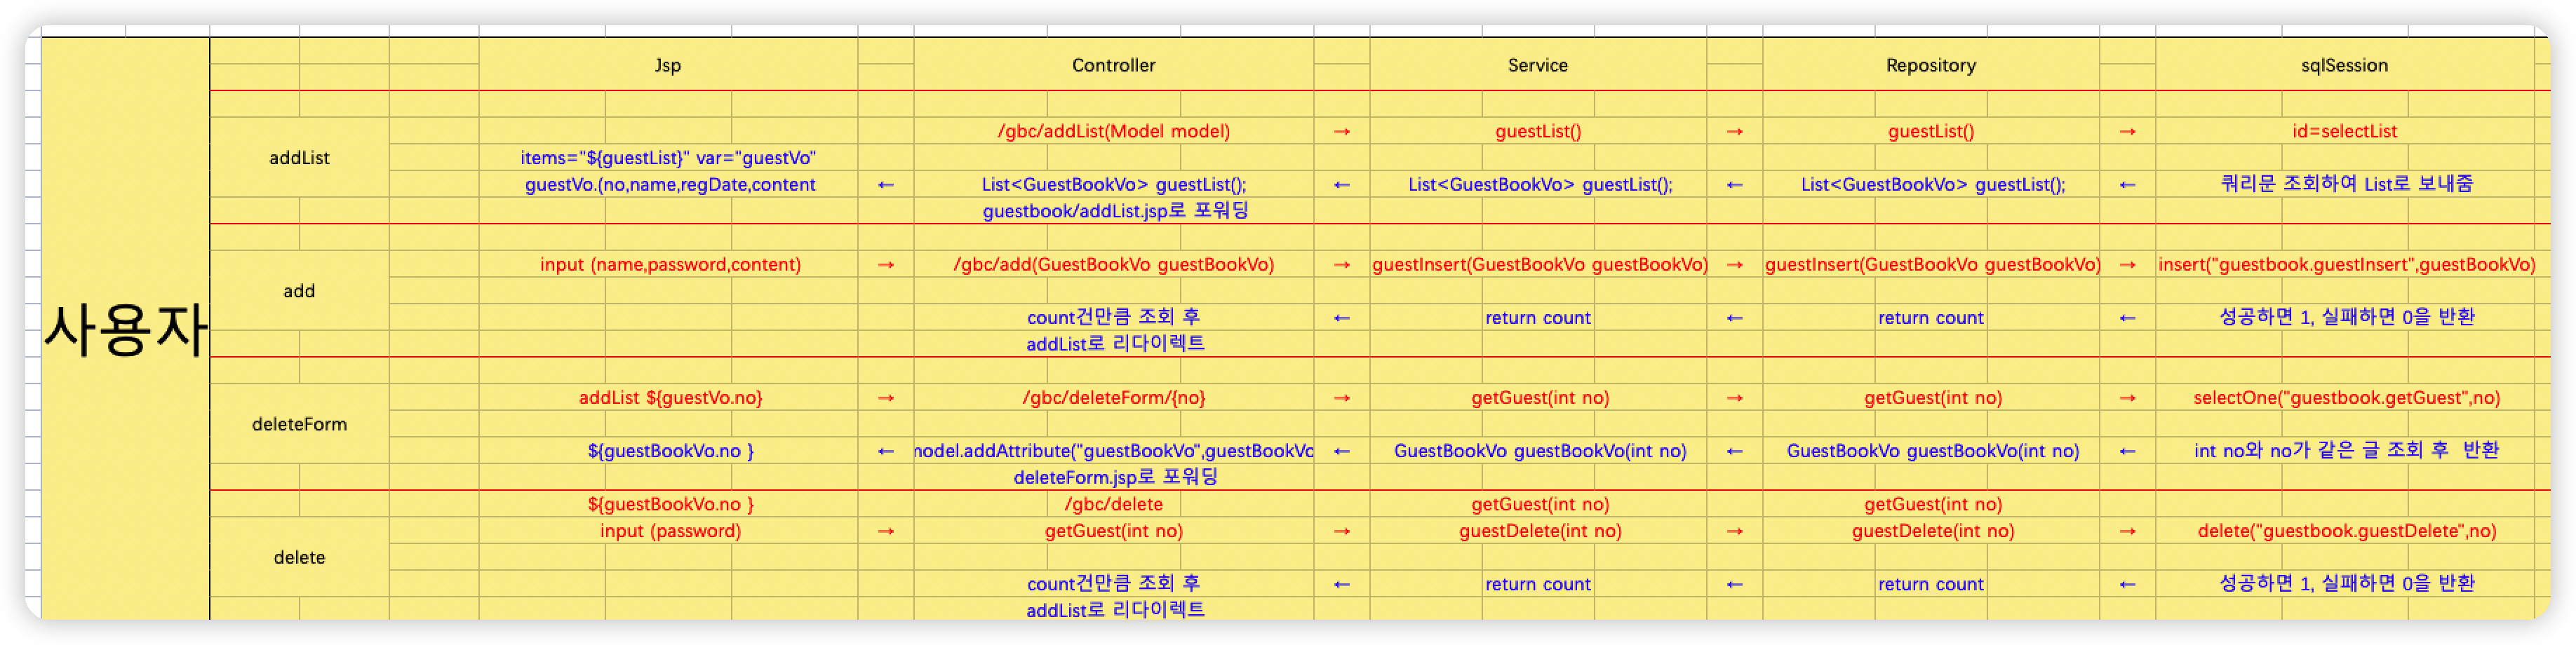 Jsp Controller Service Repository sqlSession
/gbc/addList(Model model) → guestList() → guestList() → id=selectList
addList
items="${guestList}" var="guestVo"
guestVo.(no,name,regDate,content ← List<GuestBookVo> guestList(); ← List<GuestBookVo> guestList(); ← List<GuestBookVo> guestList(); ← 쿼리문 조회하여 List로 보내줌
guestbook/addList.jsp로 포워딩
input (name,password,content) → /gbc/add(GuestBookVo guestBookVo) → guestInsert(GuestBookVo guestBookVo) → guestInsert(GuestBookVo guestBookVo) → insert("guestbook.guestInsert",guestBookVo)
add
사용자
count건만큼 조회 후 ← return count ← return count ← 성공하면 1, 실패하면 0을 반환
addList로 리다이렉트
addList ${guestVo.no} → /gbc/deleteForm/{no} → getGuest(int no) → getGuest(int no) → selectOne("guestbook.getGuest",no)
deleteForm
${guestBookVo.no } ← model.addAttribute("guestBookVo",guestBookVo ← GuestBookVo guestBookVo(int no) ← GuestBookVo guestBookVo(int no) ← int no와 no가 같은 글 조회 후 반환
deleteForm.jsp로 포워딩
${guestBookVo.no } /gbc/delete getGuest(int no) getGuest(int no)
input (password) → getGuest(int no) → guestDelete(int no) → guestDelete(int no) → delete("guestbook.guestDelete",no)
delete
count건만큼 조회 후 ← return count ← return count ← 성공하면 1, 실패하면 0을 반환
addList로 리다이렉트